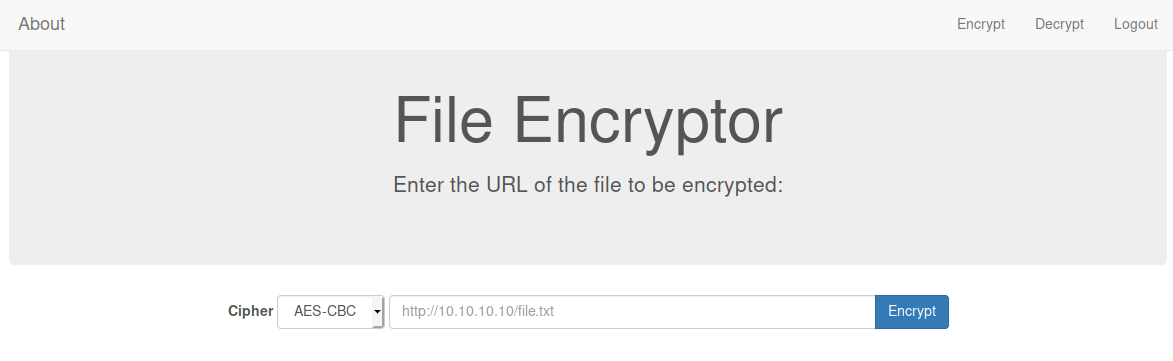 About Encrypt Decrypt Logout
File Encryptor
Enter the URL of the file to be encrypted:
Cipher AES-CBC http://10.10.10.10/file.txt Encrypt